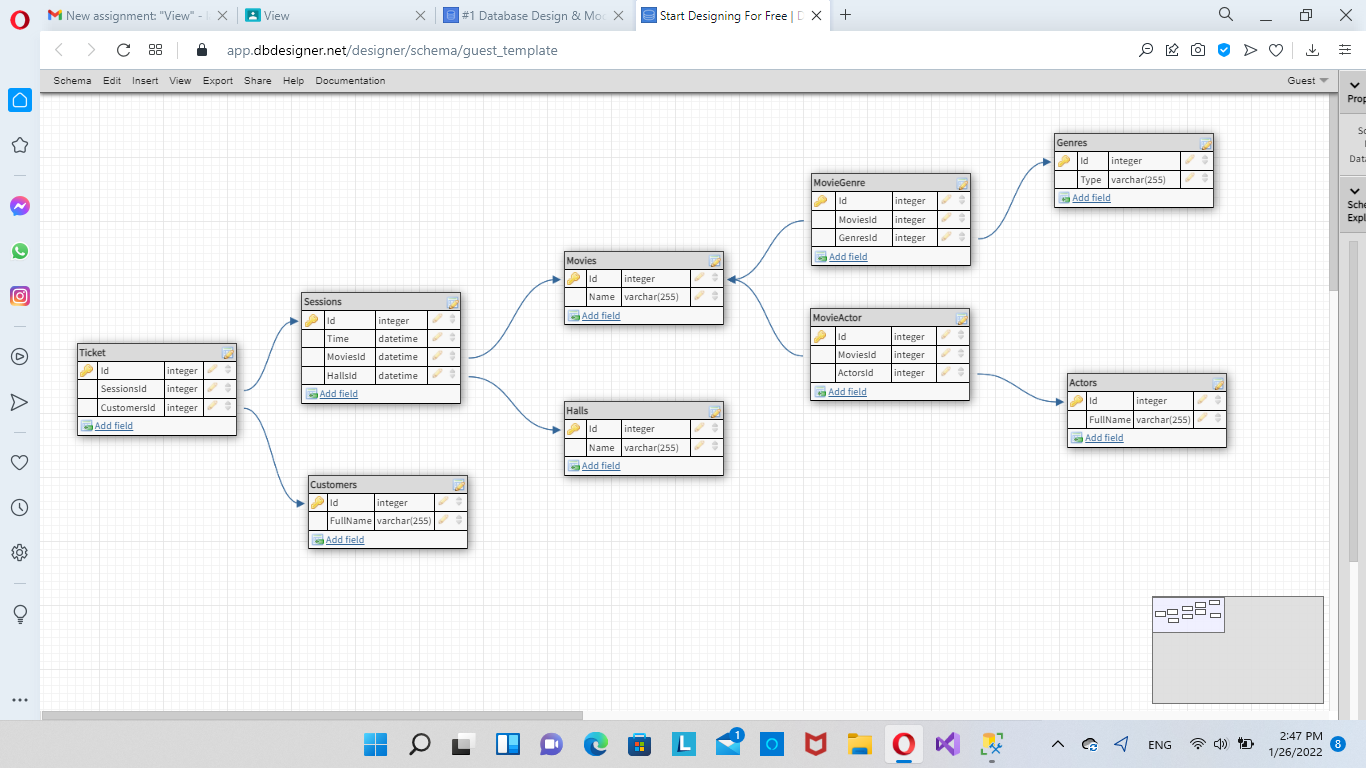 New assignment: "View" -
View
#1 Database Design & Mo
Start Designing For Free |
app.dbdesigner.net/designer/schema/guest_template
Schema Edit Insert View Export Share Help Documentation
Guest
Prop
Data
Sche
Expl
Genres
Id integer
Type varchar(255)
Add field
MovieGenre
Id integer
MoviesId integer
GenresId integer
Add field
Movies
Id integer
Name varchar(255)
Add field
Sessions
Id integer
Time datetime
MoviesId datetime
HallsId datetime
Add field
MovieActor
Id integer
MoviesId integer
ActorsId integer
Add field
Ticket
Id integer
SessionsId integer
CustomersId integer
Add field
Actors
Id integer
FullName varchar(255)
Add field
Halls
Id integer
Name varchar(255)
Add field
Customers
Id integer
FullName varchar(255)
Add field
L
1
O
ENG
2:47 PM
1/26/2022
8